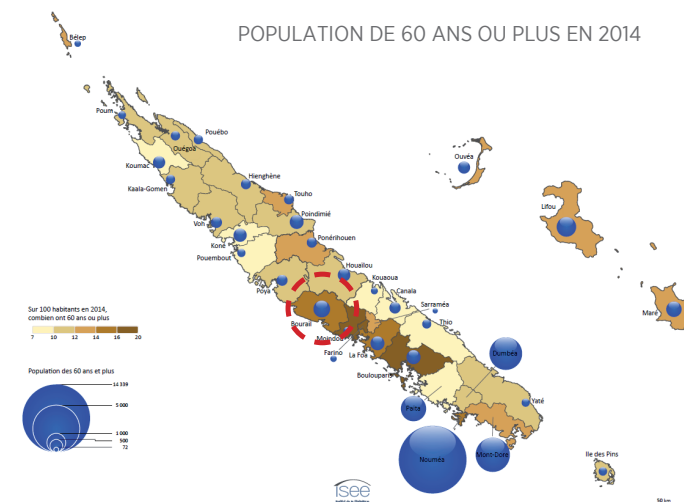 POPULATION DE 60 ANS OU PLUS EN 2014
Bélep
Poum
Pouébo
Ouégoa
Koumac
Kaala-Gomen
Hienghène
Touho
Poindimié
Voh
Koné
Pouembout
Ponérihouen
Houaïlou
Poya
Kouaoua
Canala
Sarraméa
Thio
Bourail
Moindou
Farino
La Foa
Boulouparis
Dumbéa
Païta
Yaté
Nouméa
Mont-Dore
Ile des Pins
Ouvéa
Lifou
Maré
Sur 100 habitants en 2014,
combien ont 60 ans ou plus
7 10 12 14 16 20
Population des 60 ans et plus
14 339
5 000
1 000
500
72
isee
50 km